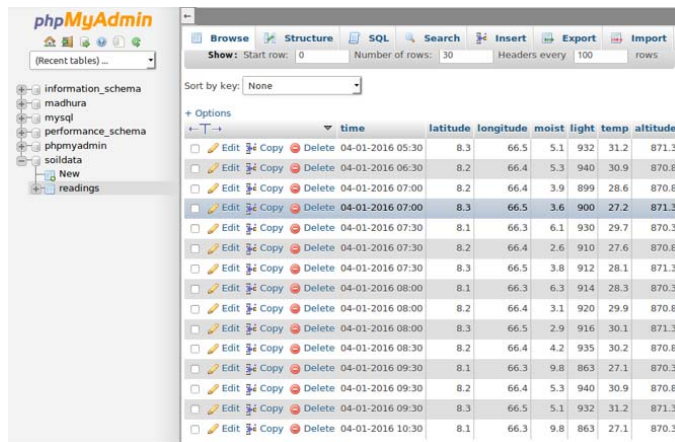 phpMyAdmin
(Recent tables) ...
information_schema
madhura
mysql
performance_schema
phpmyadmin
soildata
New
readings
Browse Structure SQL Search Insert Export Import
Show: Start row: 0 Number of rows: 30 Headers every 100 rows
Sort by key: None
+ Options
←T→ time latitude longitude moist light temp altitude
Edit Copy Delete 04-01-2016 05:30 8.3 66.5 5.1 932 31.2 871.3
Edit Copy Delete 04-01-2016 06:30 8.2 66.4 5.3 940 30.9 870.8
Edit Copy Delete 04-01-2016 07:00 8.2 66.4 3.9 899 28.6 870.8
Edit Copy Delete 04-01-2016 07:00 8.3 66.5 3.6 900 27.2 871.3
Edit Copy Delete 04-01-2016 07:30 8.1 66.3 6.1 930 29.7 870.3
Edit Copy Delete 04-01-2016 07:30 8.2 66.4 2.6 910 27.6 870.8
Edit Copy Delete 04-01-2016 07:30 8.3 66.5 3.8 912 28.1 871.3
Edit Copy Delete 04-01-2016 08:00 8.1 66.3 6.3 914 28.3 870.3
Edit Copy Delete 04-01-2016 08:00 8.2 66.4 3.1 920 29.9 870.8
Edit Copy Delete 04-01-2016 08:00 8.3 66.5 2.9 916 30.1 871.3
Edit Copy Delete 04-01-2016 08:30 8.2 66.4 4.2 935 30.2 870.8
Edit Copy Delete 04-01-2016 09:30 8.1 66.3 9.8 863 27.1 870.3
Edit Copy Delete 04-01-2016 09:30 8.2 66.4 5.3 940 30.9 870.8
Edit Copy Delete 04-01-2016 09:30 8.3 66.5 5.1 932 31.2 871.3
Edit Copy Delete 04-01-2016 10:30 8.1 66.3 9.8 863 27.1 870.3